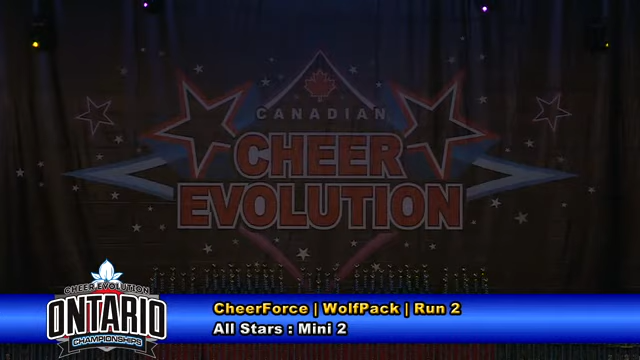 CANADIAN
CHEER
EVOLUTION
CHEER EVOLUTION
ONTARIO
CHAMPIONSHIPS
CheerForce | WolfPack | Run 2
All Stars : Mini 2